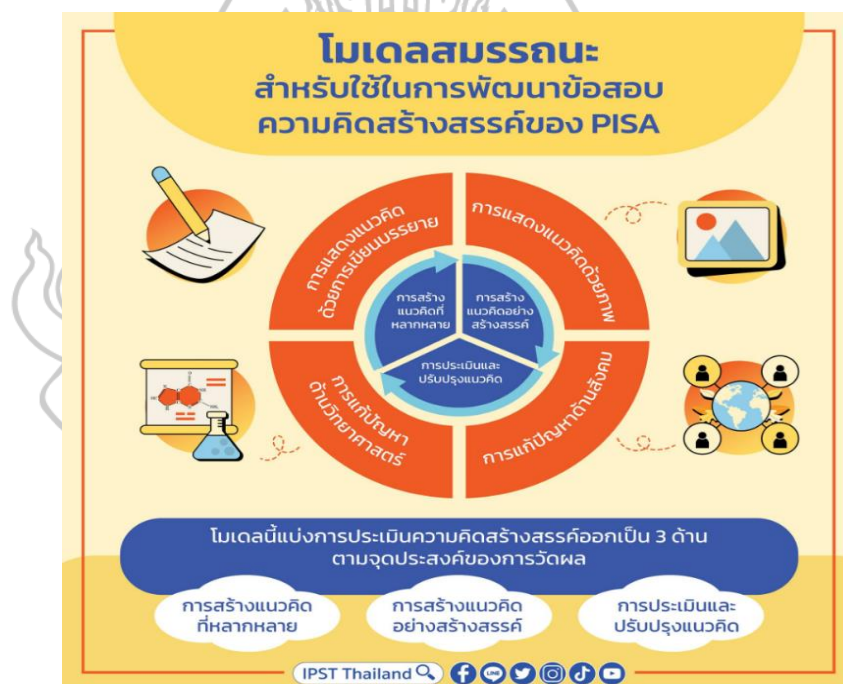 โมเดลสมรรถนะ
สำหรับใช้ในการพัฒนาข้อสอบ
ความคิดสร้างสรรค์ของ PISA
การแสดงแนวคิด
ด้วยการเขียนบรรยาย
การแสดงแนวคิดด้วยภาพ
การสร้าง
แนวคิดที่
หลากหลาย
การสร้าง
แนวคิดอย่าง
สร้างสรรค์
การประเมินและ
ปรับปรุงแนวคิด
การแก้ปัญหา
ด้านวิทยาศาสตร์
การแก้ปัญหาด้านสังคม
โมเดลนี้แบ่งการประเมินความคิดสร้างสรรค์ออกเป็น 3 ด้าน
ตามจุดประสงค์ของการวัดผล
การสร้างแนวคิด
ที่หลากหลาย
การสร้างแนวคิด
อย่างสร้างสรรค์
การประเมินและ
ปรับปรุงแนวคิด
IPST Thailand